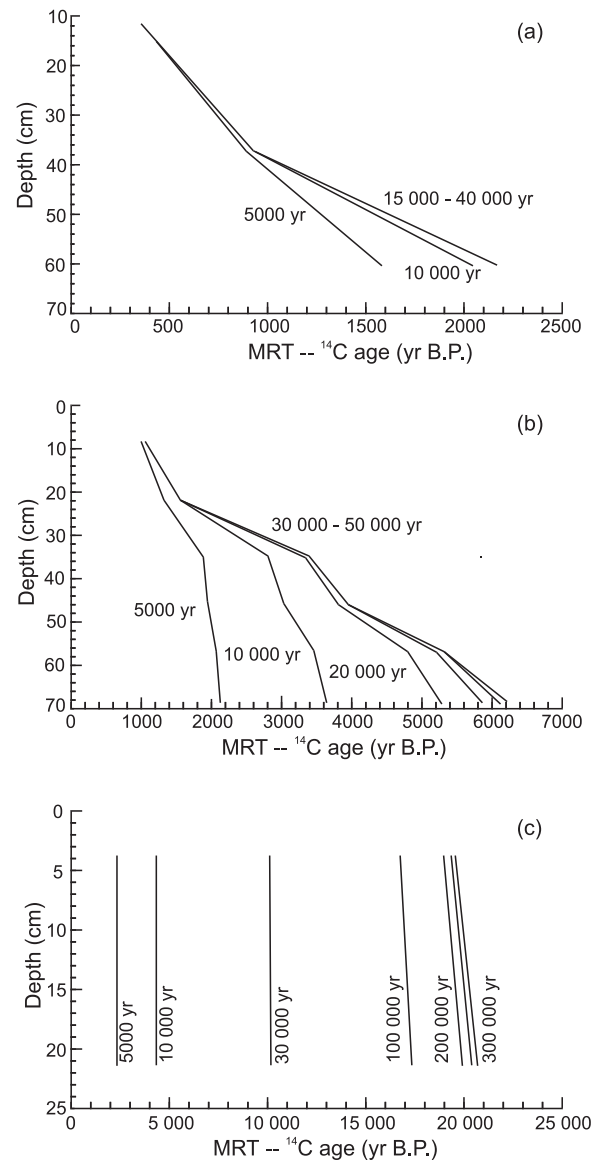 (a)
10
20
30
40
50
60
70
Depth (cm)
15 000 - 40 000 yr
5000 yr
10 000 yr
0 500 1000 1500 2000 2500
MRT -- ¹⁴C age (yr B.P.)
(b)
0
10
20
30
40
50
60
70
Depth (cm)
30 000 - 50 000 yr
5000 yr
10 000 yr
20 000 yr
0 1000 2000 3000 4000 5000 6000 7000
MRT -- ¹⁴C age (yr B.P.)
(c)
0
5
10
15
20
25
Depth (cm)
5000 yr
10 000 yr
30 000 yr
100 000 yr
200 000 yr
300 000 yr
0 5 000 10 000 15 000 20 000 25 000
MRT -- ¹⁴C age (yr B.P.)